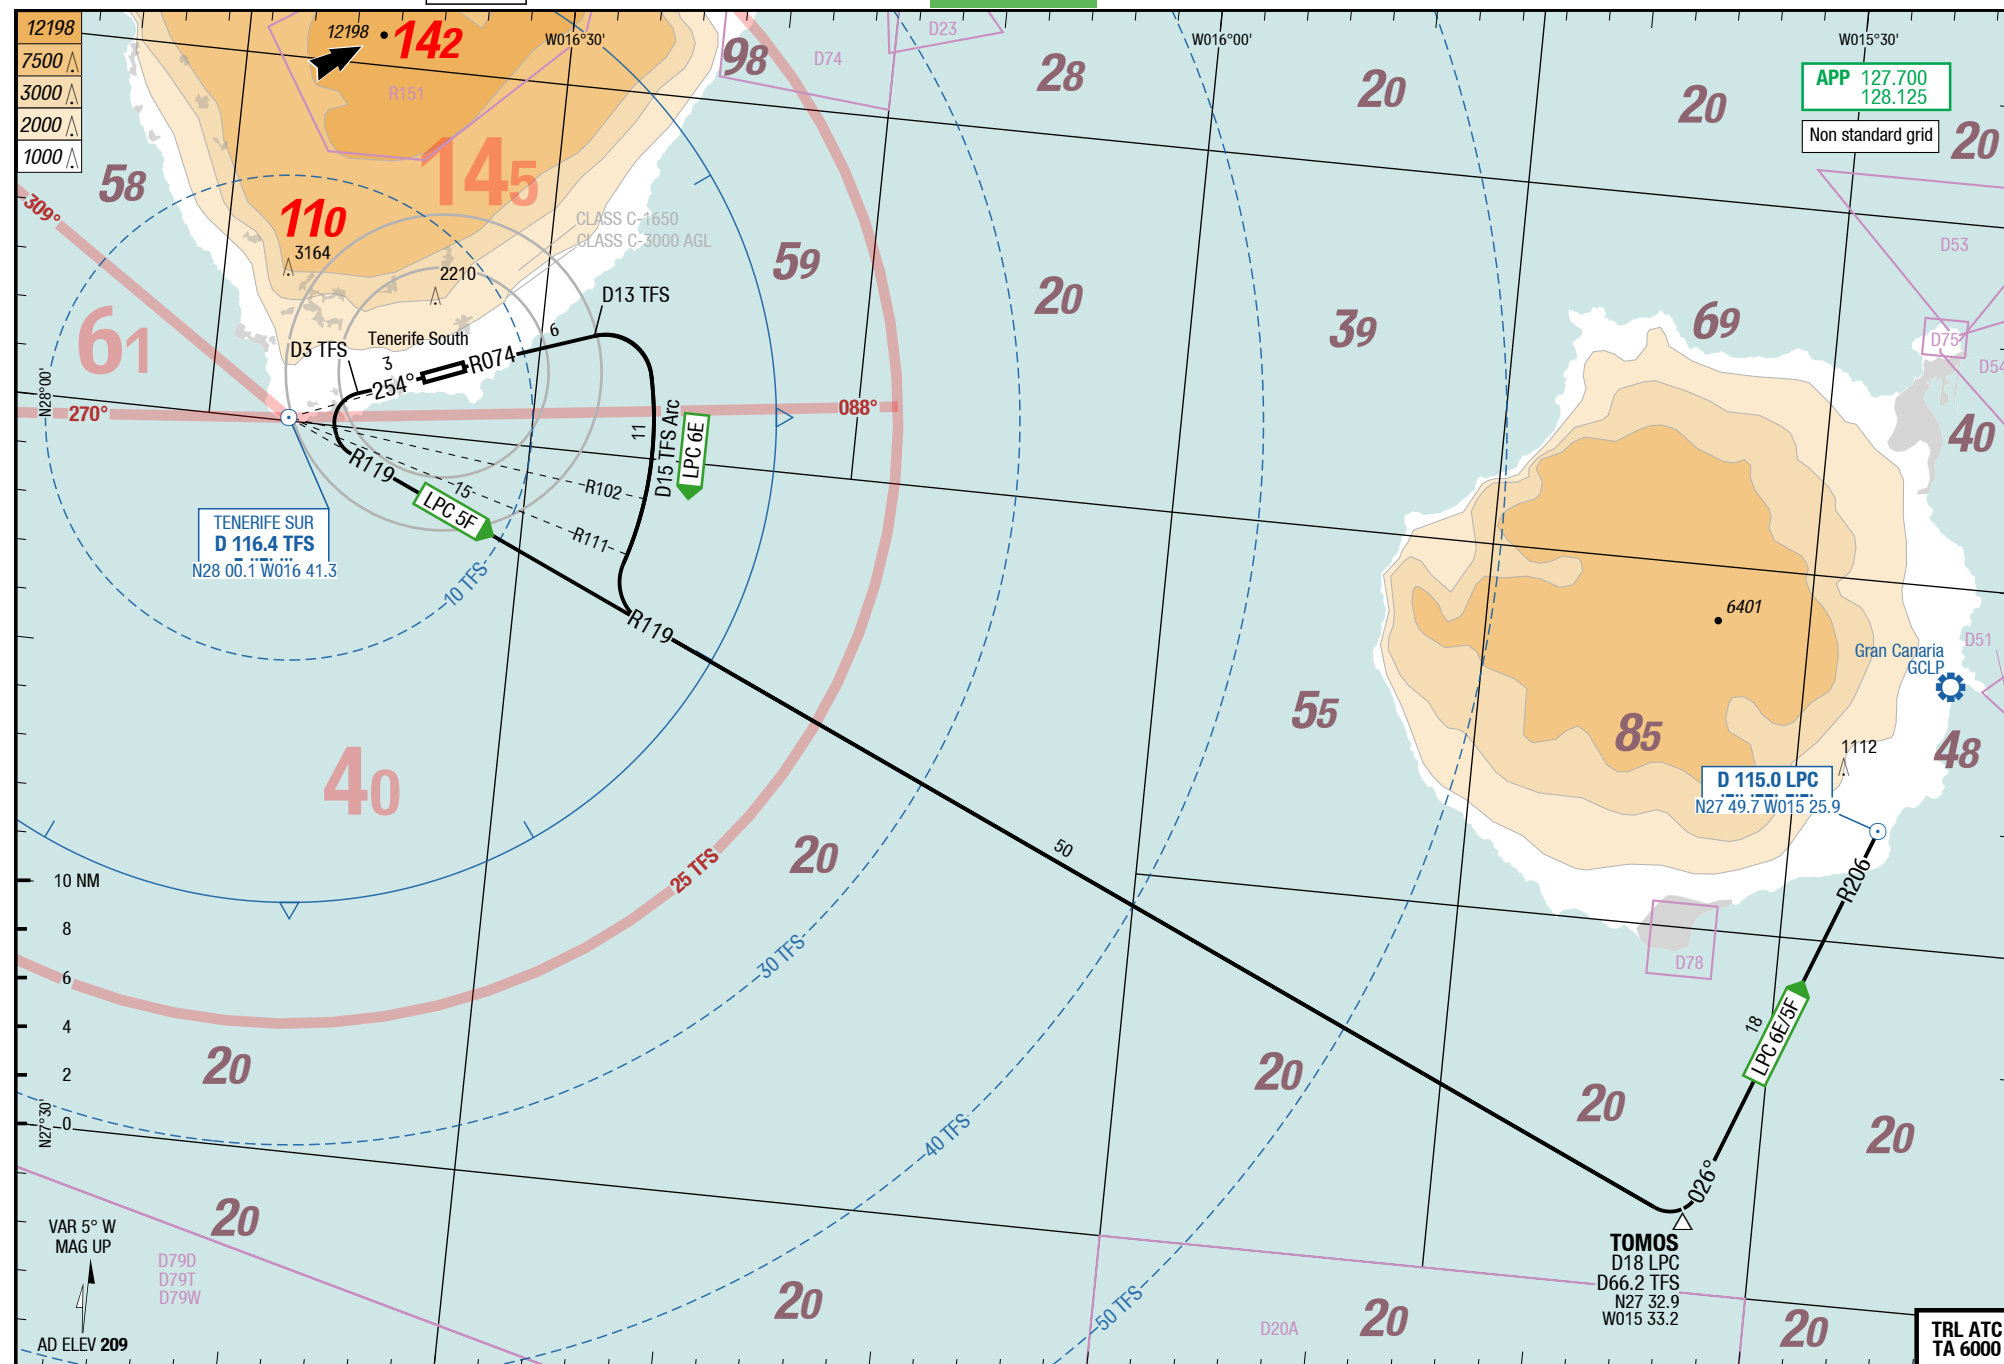 12198
7500
3000
2000
1000
12198
142
R151
145
58
110
3164
2210
309°
61
270°
088°
N28°00'
W016°30'
98
D74
D23
28
W016°00'
20
20
W015°30'
APP 127.700
128.125
Non standard grid
20
CLASS C-1650
CLASS C-3000 AGL
59
20
39
69
D53
D75
D54
40
D13 TFS
6
Tenerife South
D3 TFS
3
254°
R074
11
D15 TFS Arc
LPC 6E
R119
LPC 5F
15
R102
R111
R119
TENERIFE SUR
D 116.4 TFS
N28 00.1 W016 41.3
10 TFS
6401
Gran Canaria
GCLP
D51
55
85
48
1112
D 115.0 LPC
N27 49.7 W015 25.9
40
20
25 TFS
50
R206
30 TFS
D78
10 NM
8
6
4
2
0
N27°30'
20
20
40 TFS
20
20
18
LPC 6E/5F
20
026°
TOMOS
D18 LPC
D66.2 TFS
N27 32.9
W015 33.2
VAR 5° W
MAG UP
D79D
D79T
D79W
AD ELEV 209
20
50 TFS
D20A
20
20
TRL ATC
TA 6000